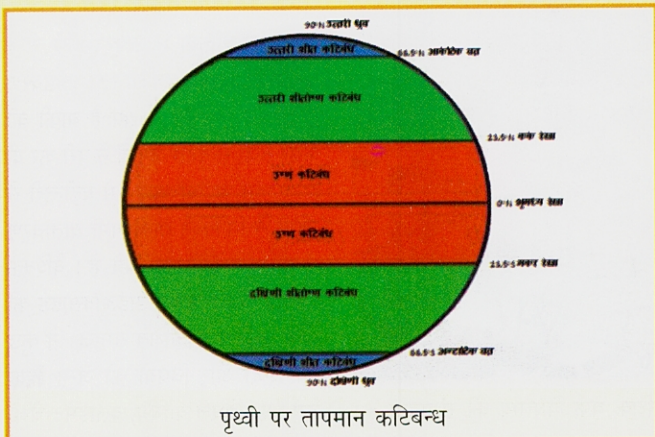 90°N उत्तरी ध्रुव
उत्तरी शीत कटिबंध
66.5°N आर्कटिक वृत
उत्तरी शीतोष्ण कटिबंध
23.5°N कर्क रेखा
उष्ण कटिबंध
0°N भूमध्य रेखा
उष्ण कटिबंध
23.5°S मकर रेखा
दक्षिणी शीतोष्ण कटिबंध
66.5°S अन्टार्टिक वृत
दक्षिणी शीत कटिबंध
90°N दक्षिणी ध्रुव
पृथ्वी पर तापमान कटिबन्ध